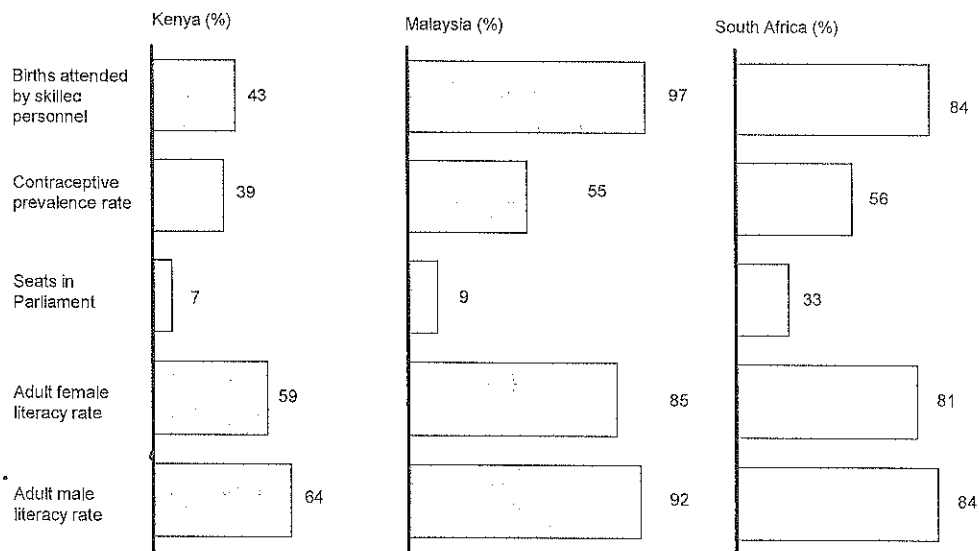 Kenya (%)
Malaysia (%)
South Africa (%)
Births attended
by skilled
personnel
43
97
84
Contraceptive
prevalence rate
39
55
56
Seats in
Parliament
7
9
33
Adult female
literacy rate
59
85
81
Adult male
literacy rate
64
92
84